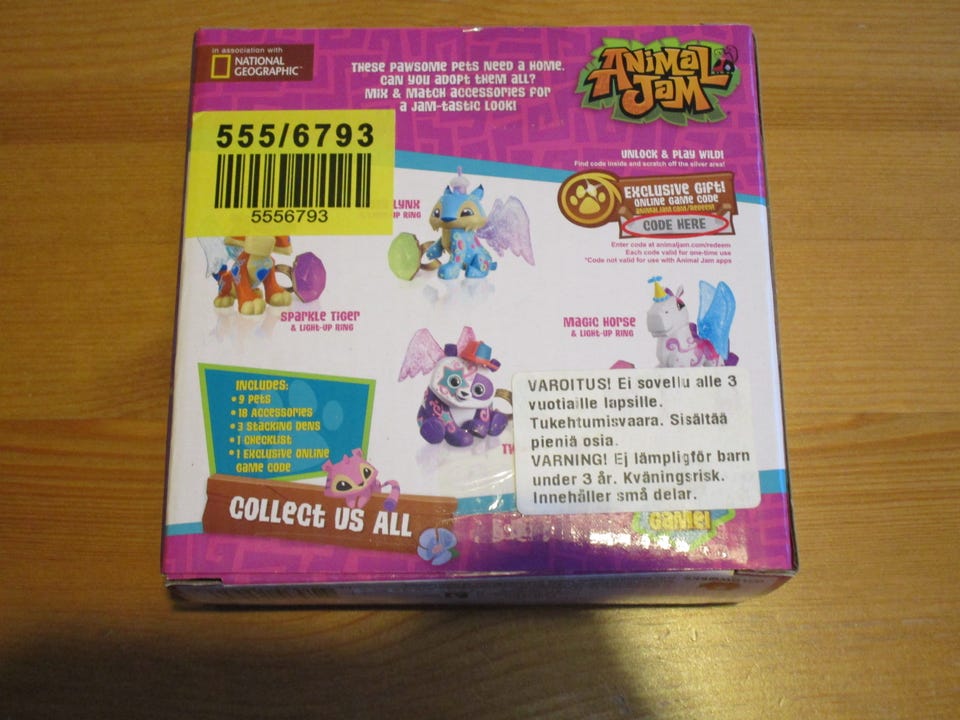 in association with
NATIONAL
GEOGRAPHIC™
THESE PAWSOME PETS NEED A HOME.
CAN YOU ADOPT THEM ALL?
MIX & MATCH ACCESSORIES FOR
A JAM-TASTIC LOOK!
ANIMAL
JAM
555/6793
5556793
LYNX
UP RING
UNLOCK & PLAY WILD!
Find code inside and scratch off the silver area!
EXCLUSIVE GIFT!
ONLINE GAME CODE
ANIMALJAM.COM/REDEEM
CODE HERE
Enter code at animaljam.com/redeem
Each code valid for one-time use
*Code not valid for use with Animal Jam apps
SPARKLE TIGER
& LIGHT-UP RING
MAGIC HORSE
& LIGHT-UP RING
INCLUDES:
• 9 PETS
• 18 ACCESSORIES
• 3 STACKING DENS
• 1 CHECKLIST
• 1 EXCLUSIVE ONLINE
GAME CODE
COLLECT US ALL
VAROITUS! Ei sovellu alle 3
vuotiaille lapsille.
Tukehtumisvaara. Sisältää
pieniä osia.
VARNING! Ej lämpligför barn
under 3 år. Kväningsrisk.
Innehåller små delar.
GAME!